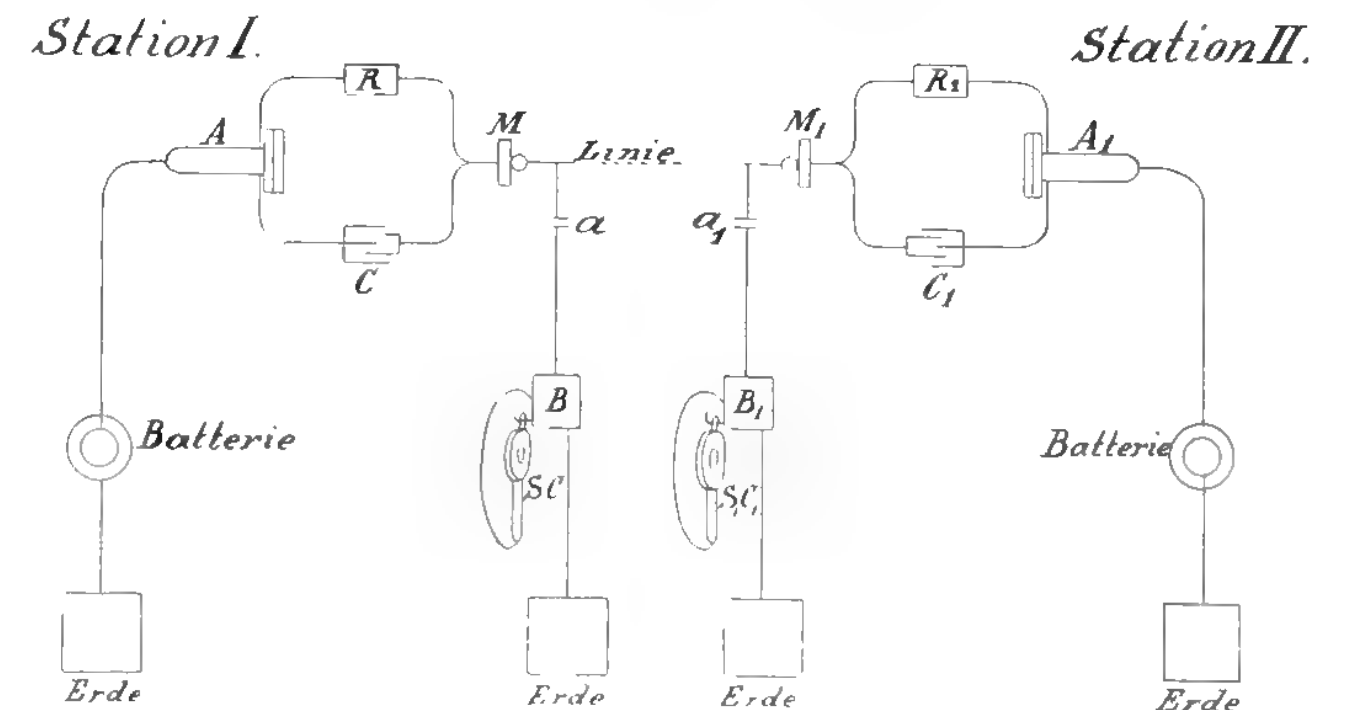 Station I.
Station II.
R
R1
A
M
Linie
M1
A1
a
a1
C
C1
Batterie
B
B1
Batterie
SC
SC1
Erde
Erde
Erde
Erde